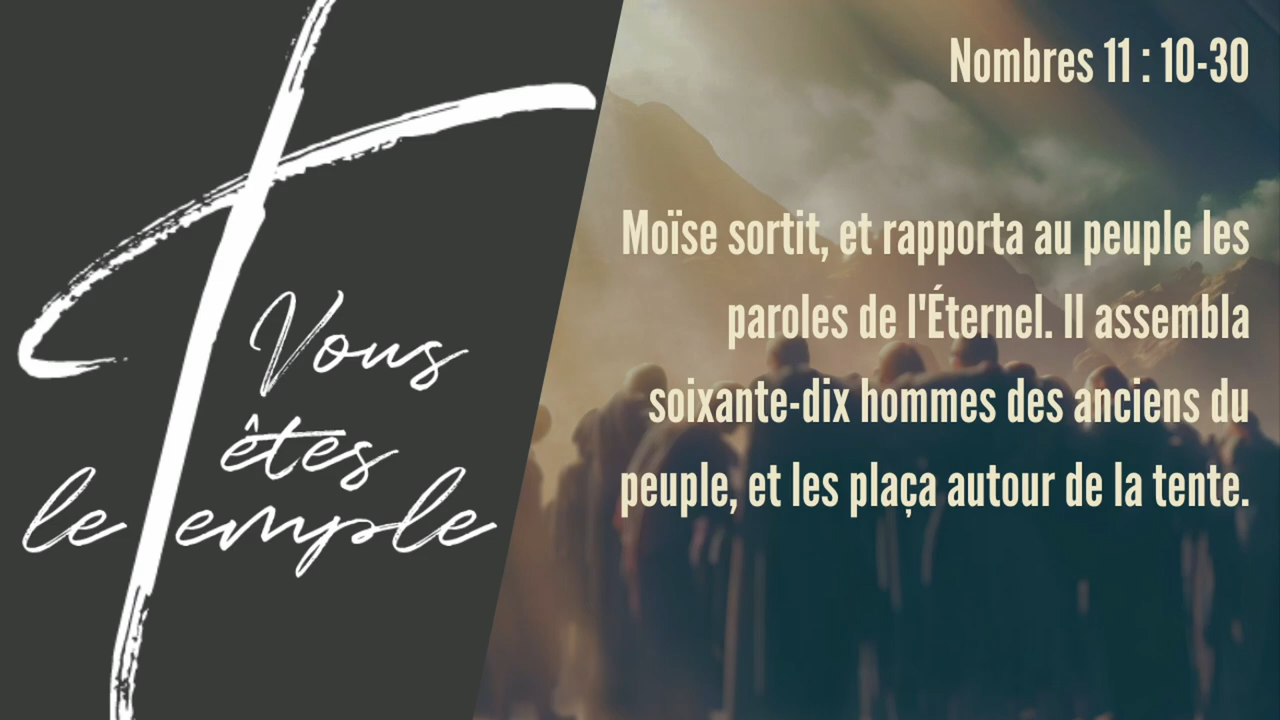 Vous
êtes
le temple
Nombres 11 : 10-30
Moïse sortit, et rapporta au peuple les
paroles de l'Éternel. Il assembla
soixante-dix hommes des anciens du
peuple, et les plaça autour de la tente.